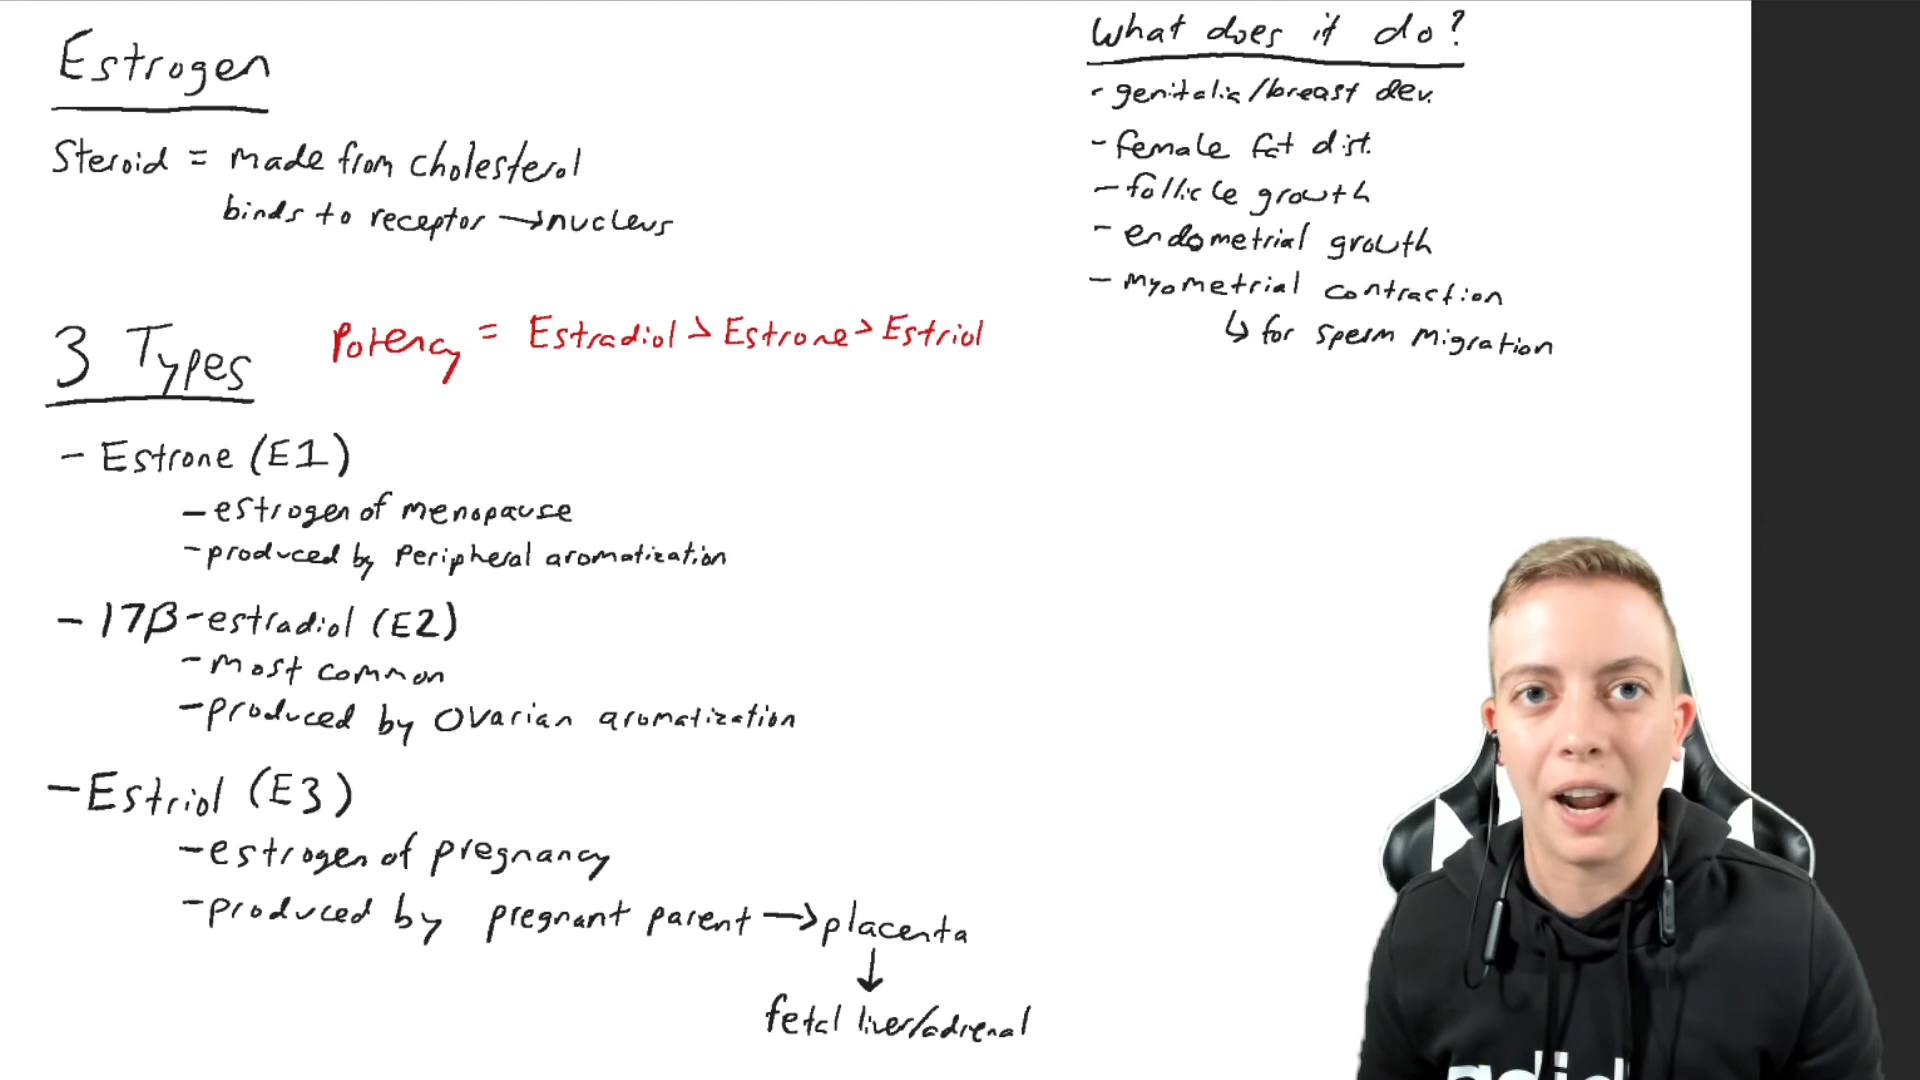 Estrogen
Steroid = made from cholesterol
binds to receptor → nucleus
3 Types
Potency = Estradiol > Estrone > Estriol
- Estrone (E1)
- estrogen of menopause
- produced by peripheral aromatization
- 17β-estradiol (E2)
- most common
- produced by ovarian aromatization
- Estriol (E3)
- estrogen of pregnancy
- produced by pregnant parent → placenta
↓
fetal liver/adrenal
What does it do?
- genitalia/breast dev.
- female fat dist.
- follicle growth
- endometrial growth
- myometrial contraction
↳ for sperm migration